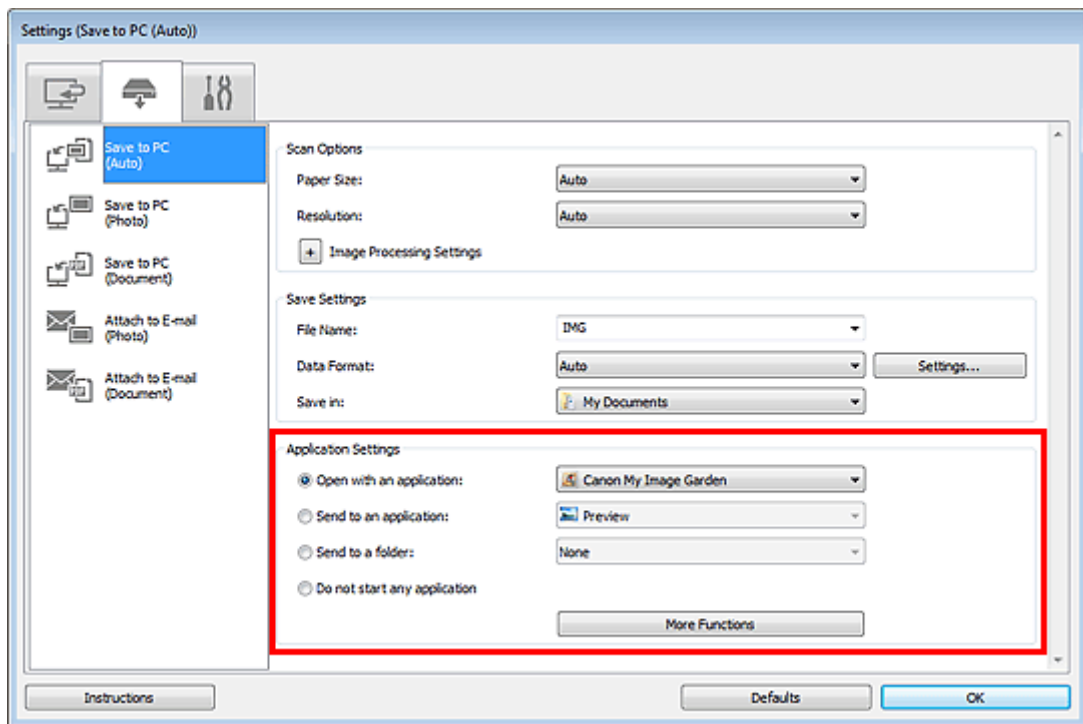 Settings (Save to PC (Auto))
Save to PC
(Auto)
Save to PC
(Photo)
Save to PC
(Document)
Attach to E-mail
(Photo)
Attach to E-mail
(Document)
Scan Options
Paper Size: Auto
Resolution: Auto
+ Image Processing Settings
Save Settings
File Name: IMG
Data Format: Auto Settings...
Save in: My Documents
Application Settings
Open with an application: Canon My Image Garden
Send to an application: Preview
Send to a folder: None
Do not start any application
More Functions
Instructions Defaults OK